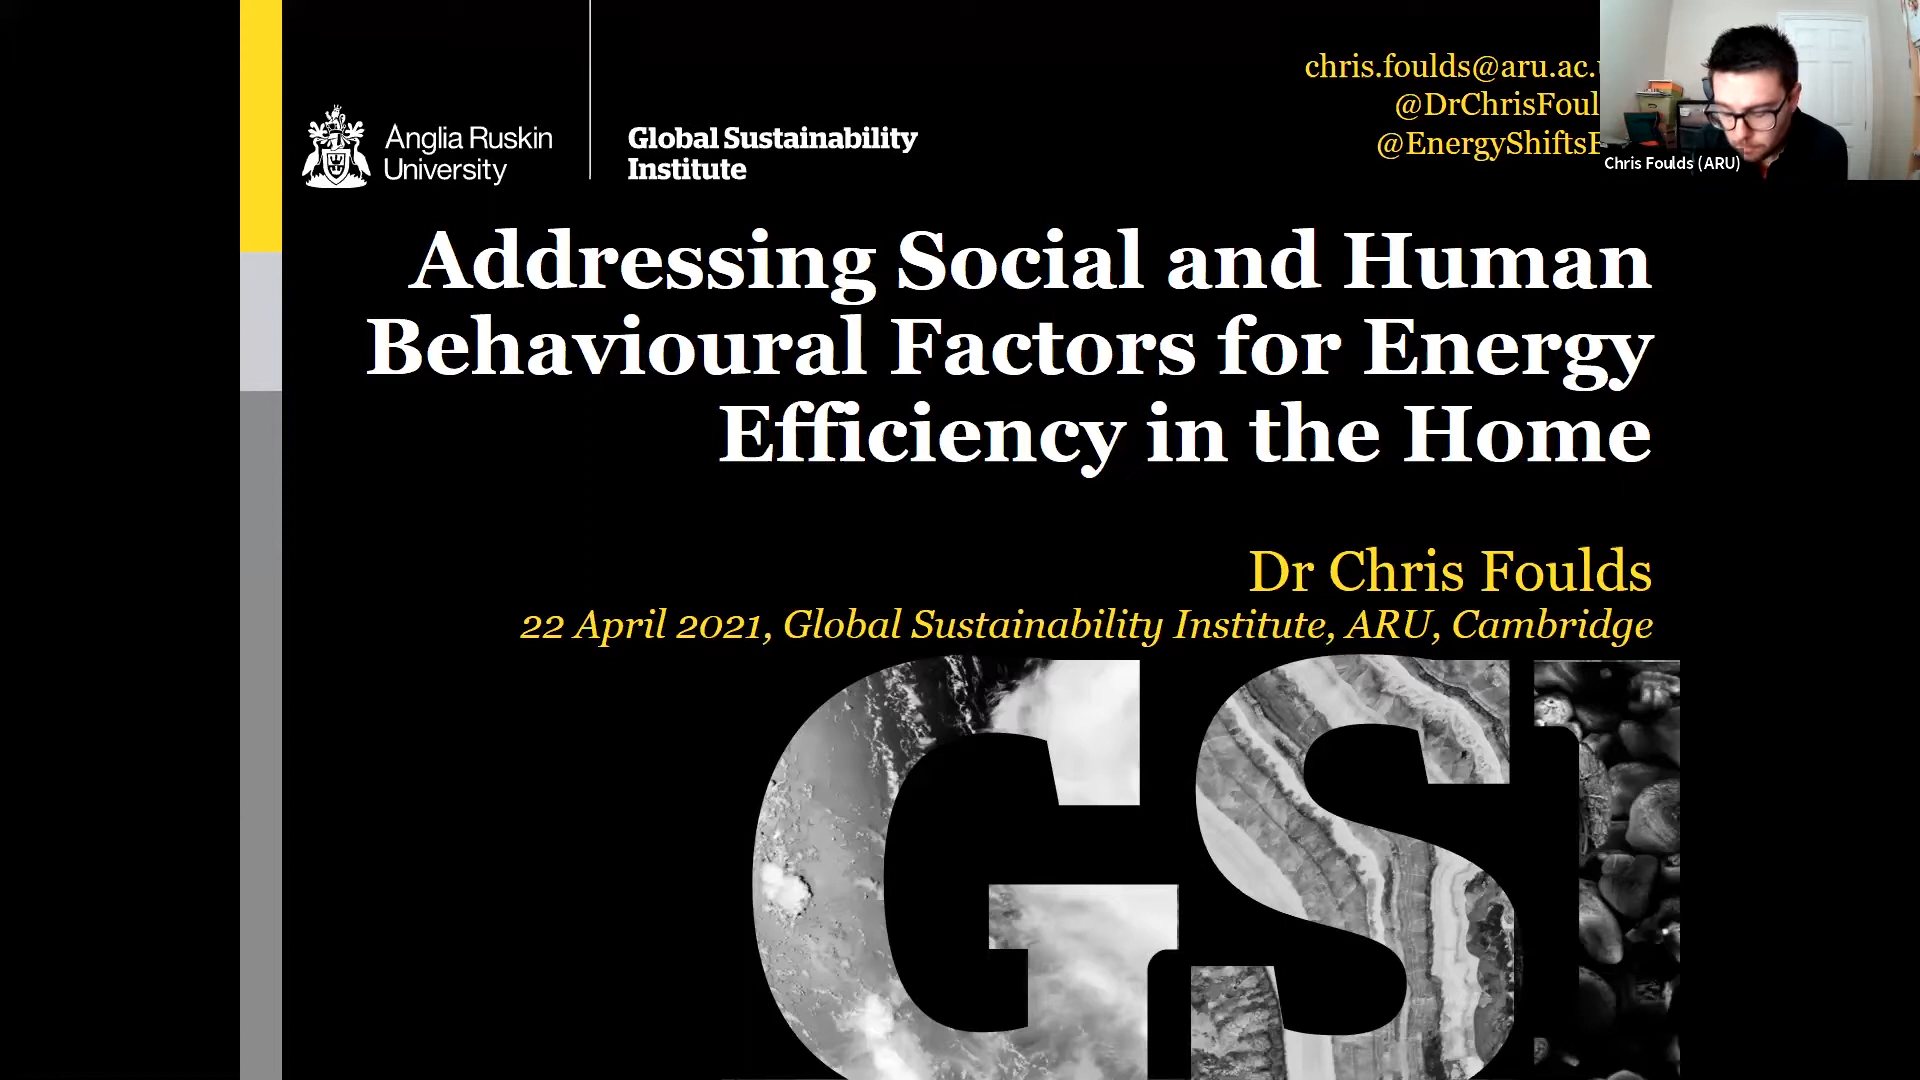 Anglia Ruskin
University
Global Sustainability
Institute
chris.foulds@aru.ac.
@DrChrisFoul
@EnergyShifts
Chris Foulds (ARU)
Addressing Social and Human
Behavioural Factors for Energy
Efficiency in the Home
Dr Chris Foulds
22 April 2021, Global Sustainability Institute, ARU, Cambridge
GSI